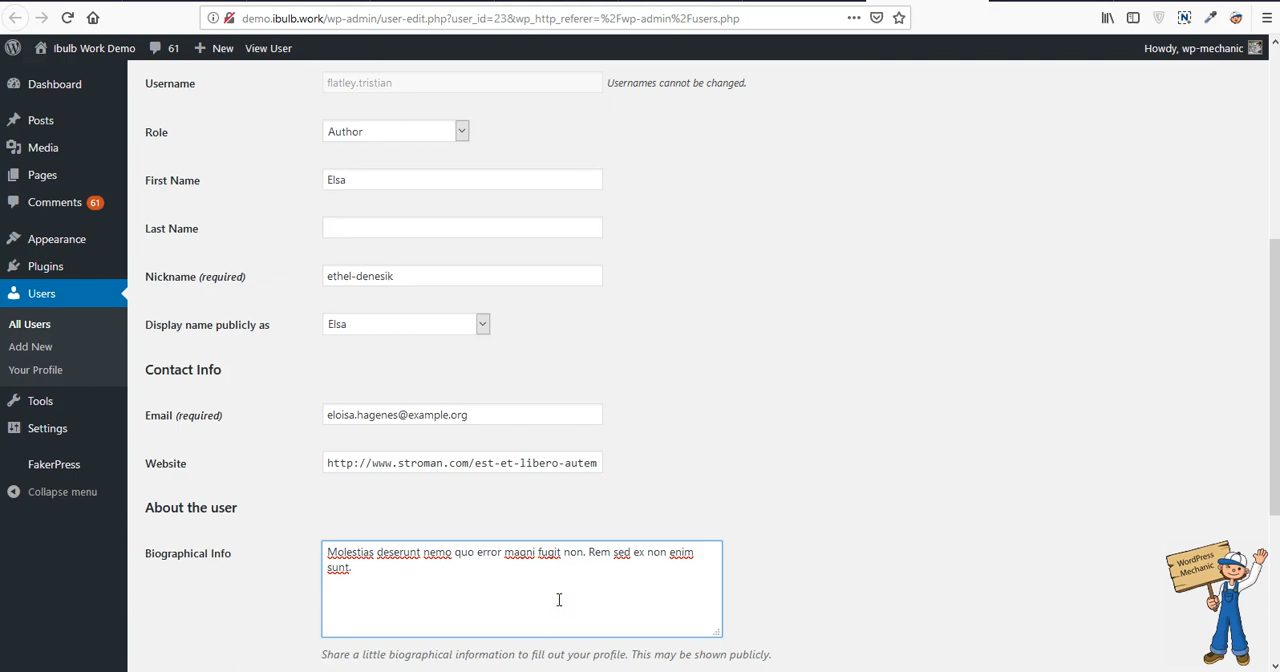 demo.ibulb.work/wp-admin/user-edit.php?user_id=23&wp_http_referer=%2Fwp-admin%2Fusers.php
Ibulb Work Demo 61 New View User Howdy, wp-mechanic
Dashboard
Posts
Media
Pages
Comments 61
Appearance
Plugins
Users
All Users
Add New
Your Profile
Tools
Settings
FakerPress
Collapse menu
Username flatley.tristian Usernames cannot be changed.
Role Author
First Name Elsa
Last Name
Nickname (required) ethel-denesik
Display name publicly as Elsa
Contact Info
Email (required) eloisa.hagenes@example.org
Website http://www.stroman.com/est-et-libero-autem
About the user
Biographical Info Molestias deserunt nemo quo error magni fugit non. Rem sed ex non enim
sunt.
Share a little biographical information to fill out your profile. This may be shown publicly.
WordPress
Mechanic